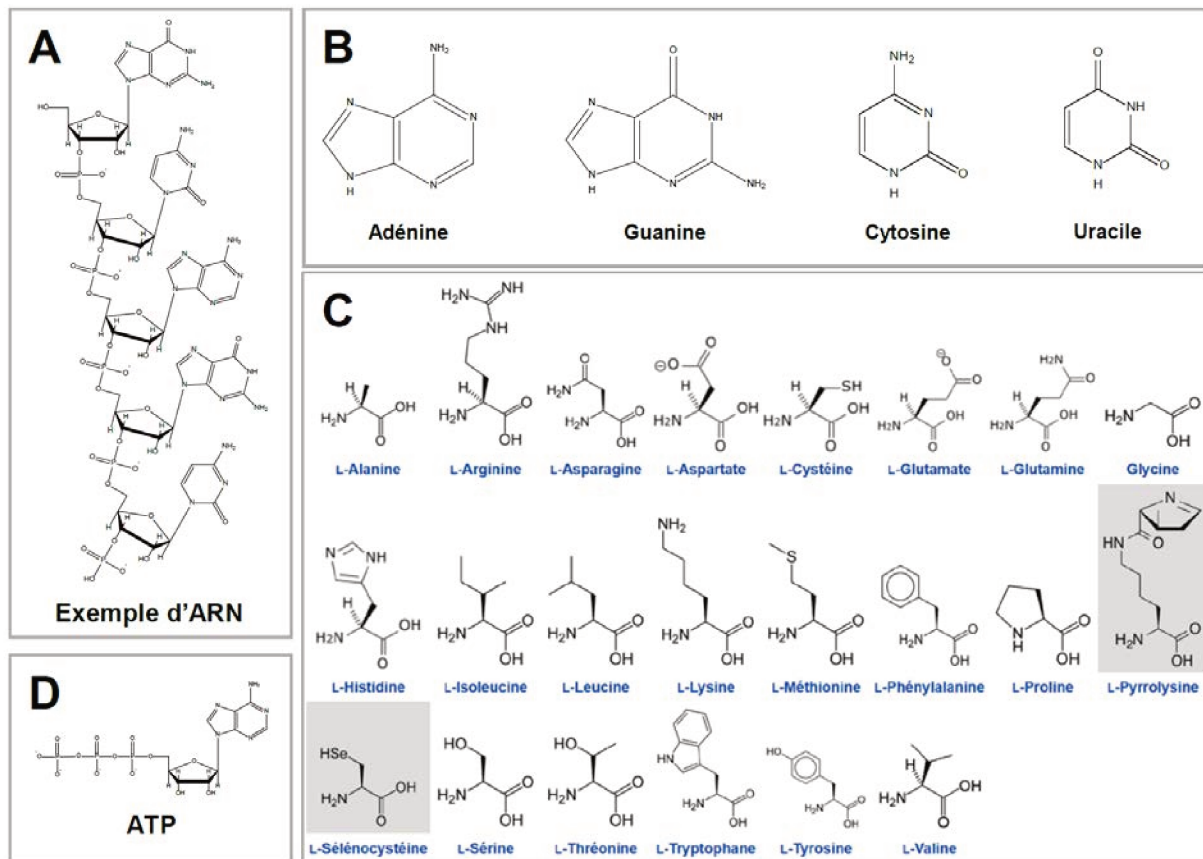 A
Exemple d'ARN
B
Adénine
Guanine
Cytosine
Uracile
C
L-Alanine
L-Arginine
L-Asparagine
L-Aspartate
L-Cystéine
L-Glutamate
L-Glutamine
Glycine
L-Histidine
L-Isoleucine
L-Leucine
L-Lysine
L-Méthionine
L-Phénylalanine
L-Proline
L-Pyrrolysine
L-Sélénocystéine
L-Sérine
L-Thréonine
L-Tryptophane
L-Tyrosine
L-Valine
D
ATP